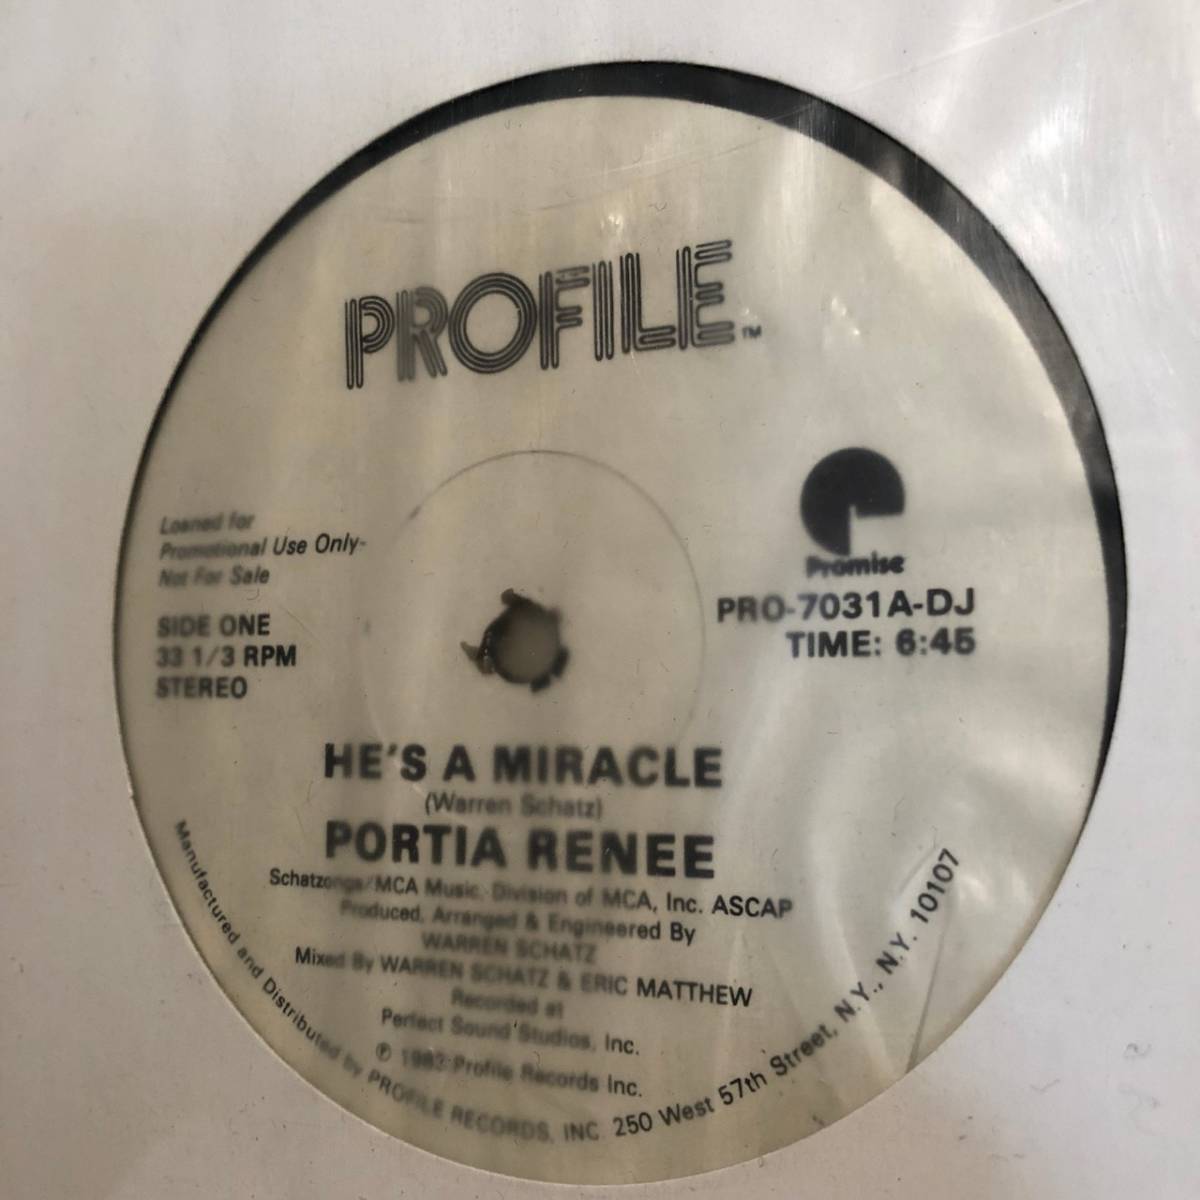 PROFILE™
Loaned for
Promotional Use Only-
Not For Sale
SIDE ONE
33 1/3 RPM
STEREO
Promise
PRO-7031A-DJ
TIME: 6:45
HE'S A MIRACLE
(Warren Schatz)
PORTIA RENEE
Schatzongs/MCA Music, Division of MCA, Inc. ASCAP
Produced, Arranged & Engineered By
WARREN SCHATZ
Mixed By WARREN SCHATZ & ERIC MATTHEW
Recorded at
Perfect Sound Studios, Inc.
℗ 1983 Profile Records Inc.
Manufactured and Distributed by PROFILE RECORDS, INC. 250 West 57th Street, N.Y., N.Y. 10107